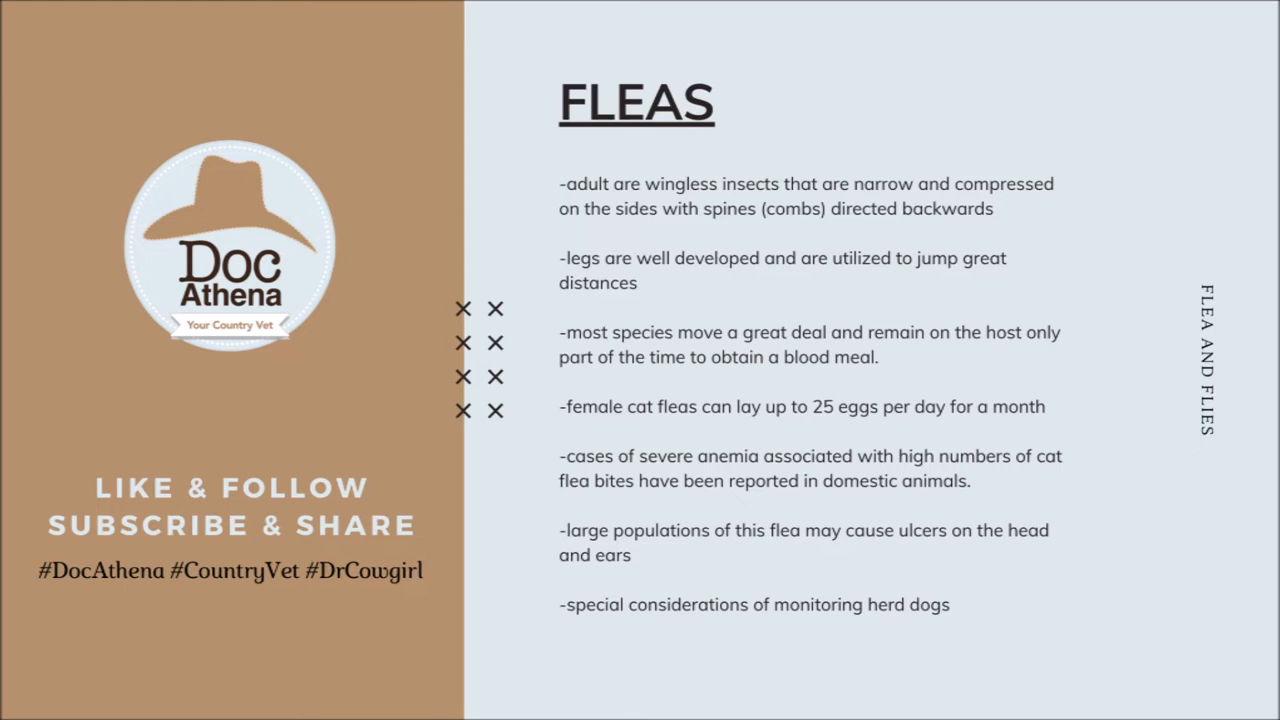 Doc
Athena
Your Country Vet
LIKE & FOLLOW
SUBSCRIBE & SHARE
#DocAthena #CountryVet #DrCowgirl
FLEAS
-adult are wingless insects that are narrow and compressed
on the sides with spines (combs) directed backwards
-legs are well developed and are utilized to jump great
distances
-most species move a great deal and remain on the host only
part of the time to obtain a blood meal.
-female cat fleas can lay up to 25 eggs per day for a month
-cases of severe anemia associated with high numbers of cat
flea bites have been reported in domestic animals.
-large populations of this flea may cause ulcers on the head
and ears
-special considerations of monitoring herd dogs
FLEA AND FLIES